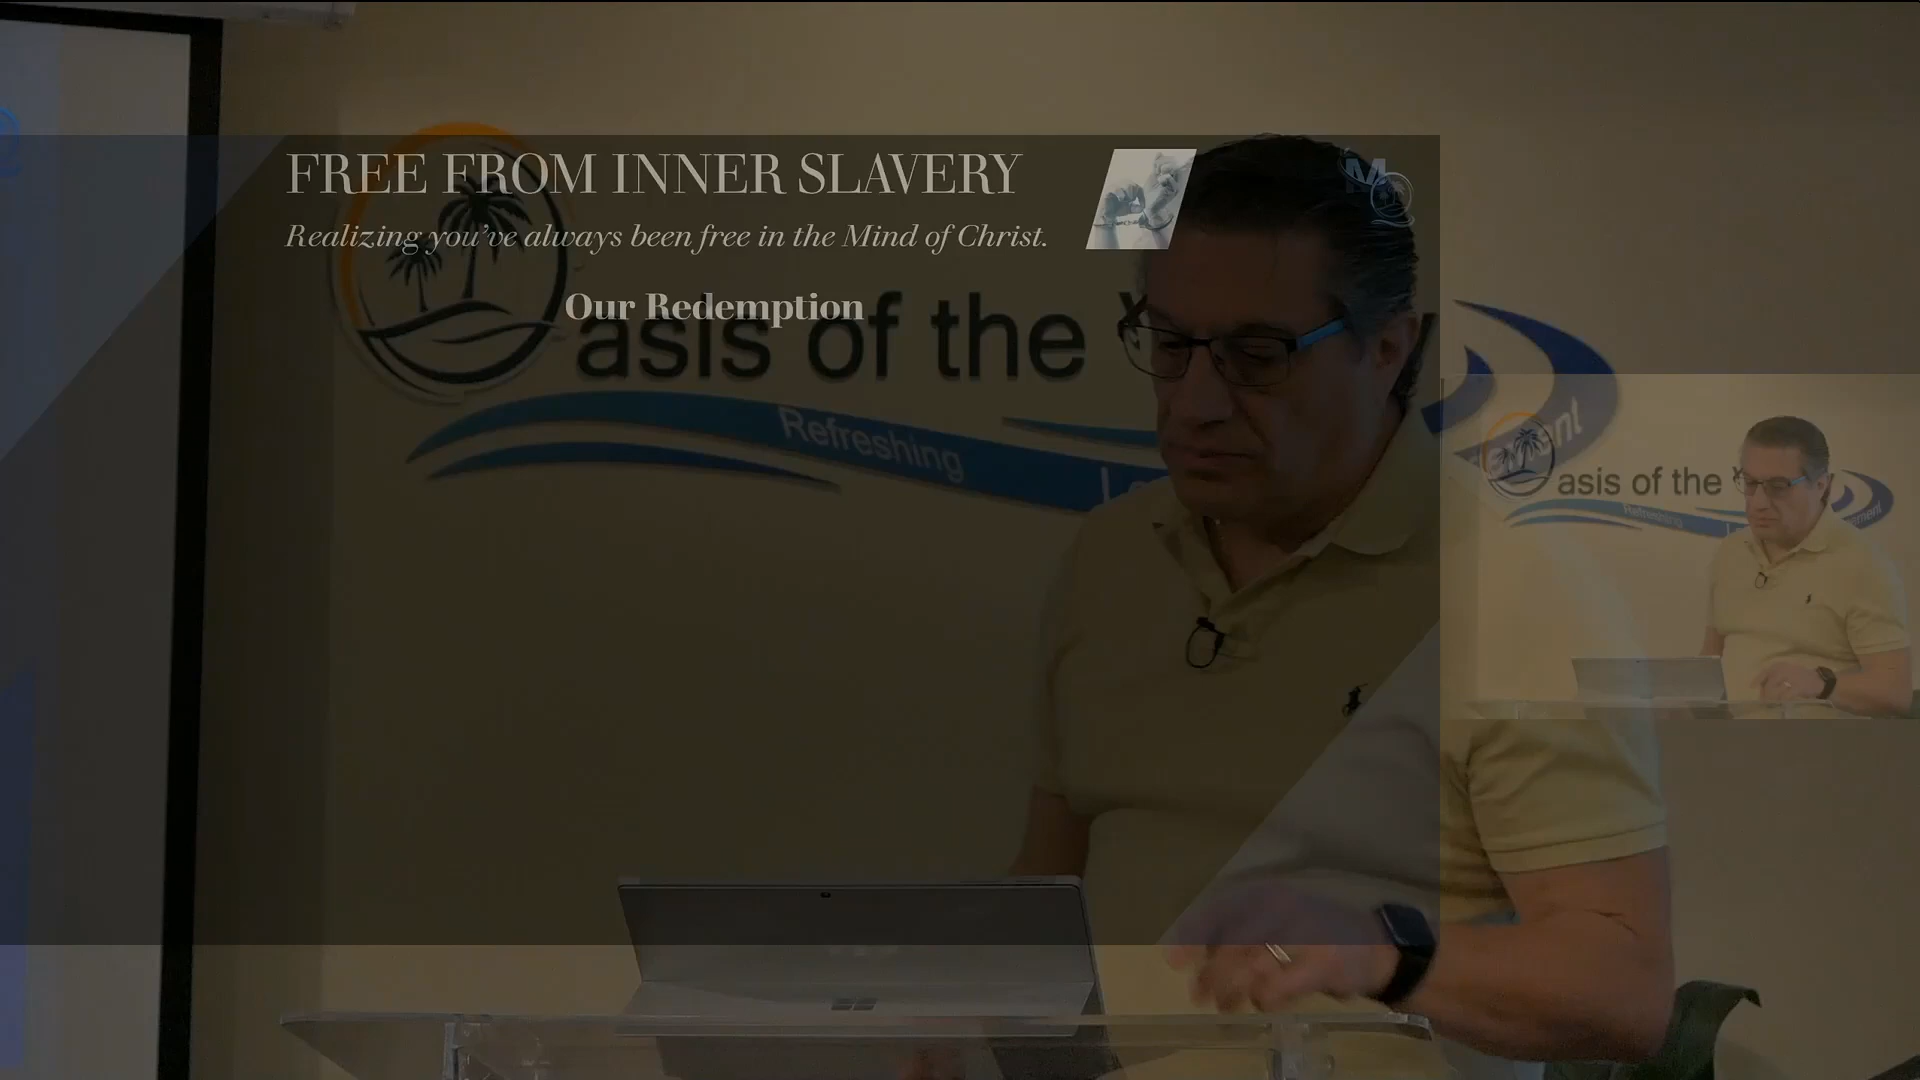 FREE FROM INNER SLAVERY
Realizing you've always been free in the Mind of Christ.
Our Redemption
asis of the
Refreshing
asis of the
Refreshing